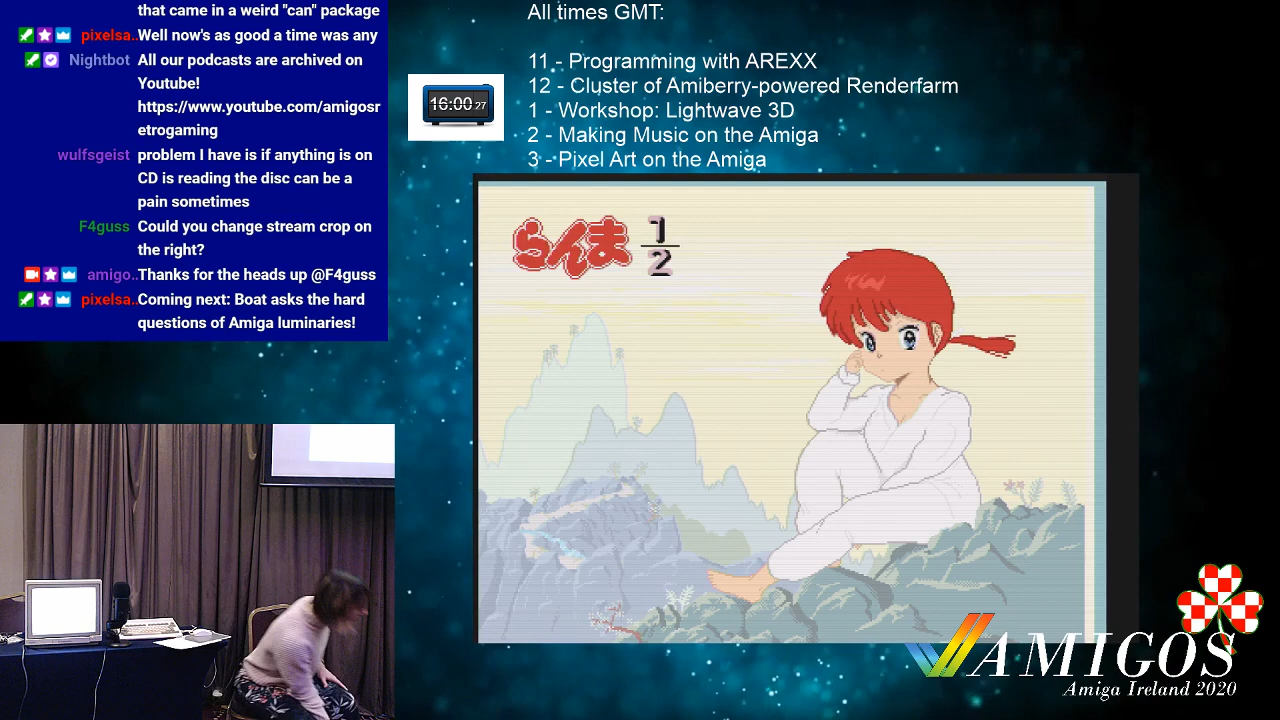 that came in a weird "can" package
pixelsa.. Well now's as good a time was any
Nightbot All our podcasts are archived on
Youtube!
https://www.youtube.com/amigosr
etrogaming
wulfsgeist problem I have is if anything is on
CD is reading the disc can be a
pain sometimes
F4guss Could you change stream crop on
the right?
amigo.. Thanks for the heads up @F4guss
pixelsa.. Coming next: Boat asks the hard
questions of Amiga luminaries!
16:00 27
All times GMT:
11 - Programming with AREXX
12 - Cluster of Amiberry-powered Renderfarm
1 - Workshop: Lightwave 3D
2 - Making Music on the Amiga
3 - Pixel Art on the Amiga
らんま 1/2
AMIGOS
Amiga Ireland 2020